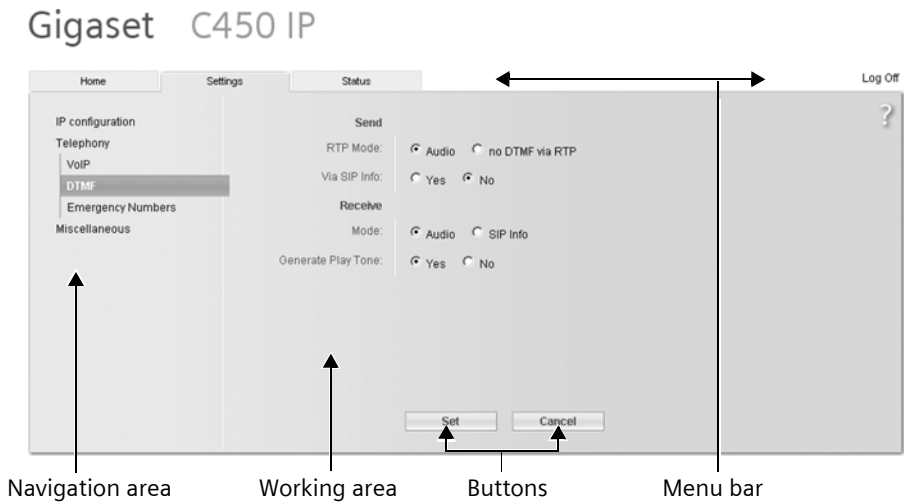 Gigaset C450 IP
Home Settings Status Log Off
?
IP configuration
Telephony
VoIP
DTMF
Emergency Numbers
Miscellaneous
Send
RTP Mode: Audio no DTMF via RTP
Via SIP Info: Yes No
Receive
Mode: Audio SIP Info
Generate Play Tone: Yes No
Set Cancel
Navigation area Working area Buttons Menu bar